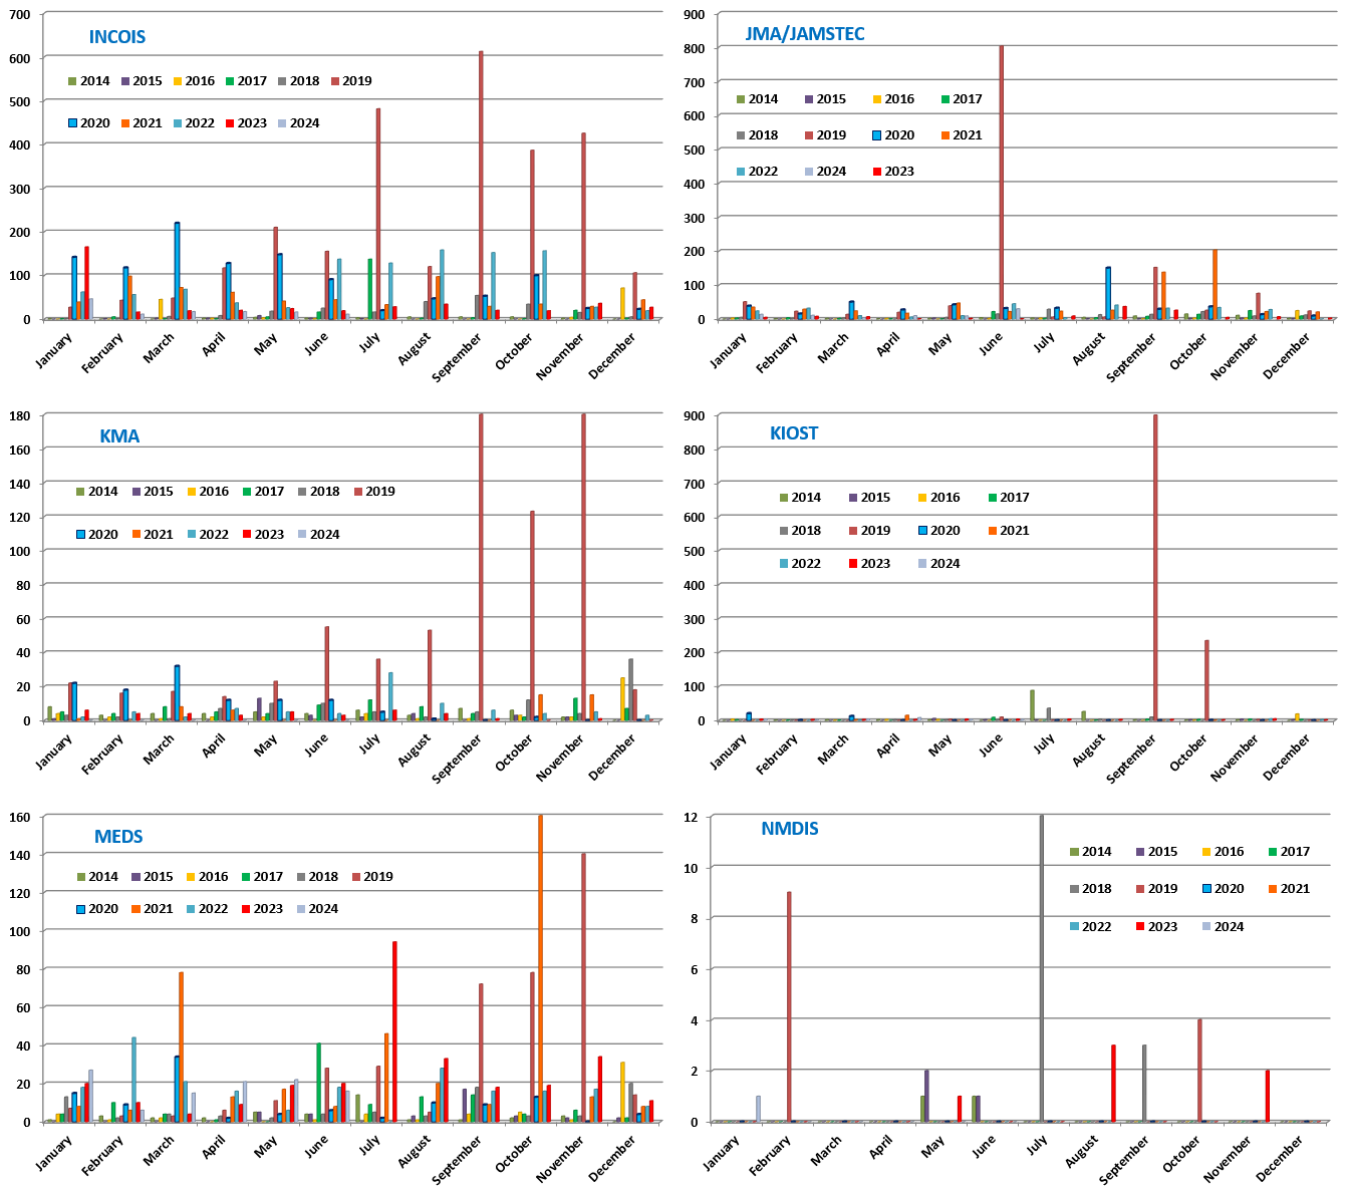 INCOIS
700
600
500
400
300
200
100
0
2014 2015 2016 2017 2018 2019
2020 2021 2022 2023 2024
January February March April May June July August September October November December
JMA/JAMSTEC
900
800
700
600
500
400
300
200
100
0
2014 2015 2016 2017
2018 2019 2020 2021
2022 2024 2023
January February March April May June July August September October November December
KMA
180
160
140
120
100
80
60
40
20
0
2014 2015 2016 2017 2018 2019
2020 2021 2022 2023 2024
January February March April May June July August September October November December
KIOST
900
800
700
600
500
400
300
200
100
0
2014 2015 2016 2017
2018 2019 2020 2021
2022 2023 2024
January February March April May June July August September October November December
MEDS
160
140
120
100
80
60
40
20
0
2014 2015 2016 2017 2018 2019
2020 2021 2022 2023 2024
January February March April May June July August September October November December
NMDIS
12
10
8
6
4
2
0
2014 2015 2016 2017
2018 2019 2020 2021
2022 2023 2024
January February March April May June July August September October November December